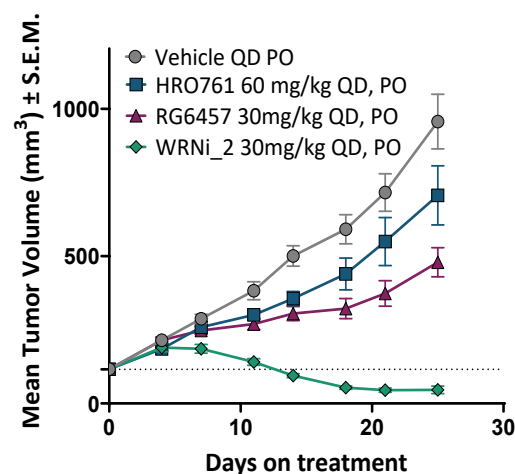 Mean Tumor Volume (mm³) ± S.E.M.
Vehicle QD PO
HRO761 60 mg/kg QD, PO
RG6457 30mg/kg QD, PO
WRNi_2 30mg/kg QD, PO
1000
500
0
0
10
20
30
Days on treatment